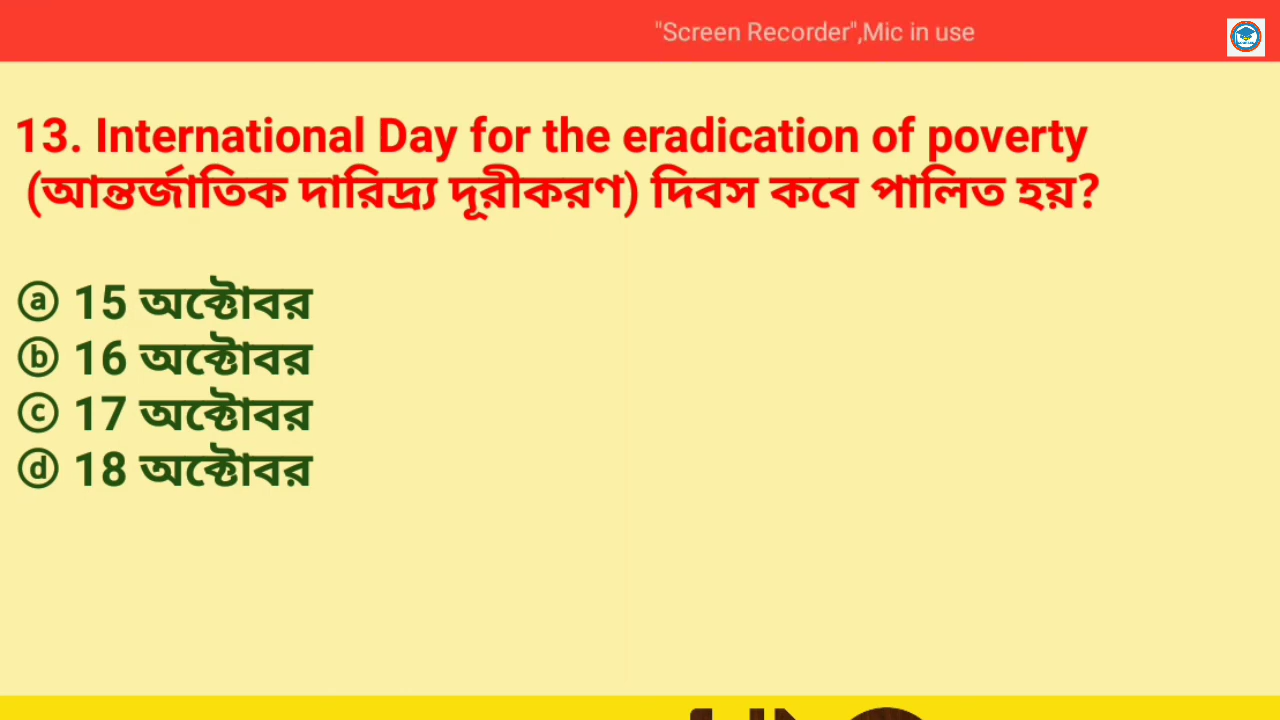 "Screen Recorder",Mic in use
13. International Day for the eradication of poverty
(আন্তর্জাতিক দারিদ্র্য দূরীকরণ) দিবস কবে পালিত হয়?
ⓐ 15 অক্টোবর
ⓑ 16 অক্টোবর
ⓒ 17 অক্টোবর
ⓓ 18 অক্টোবর